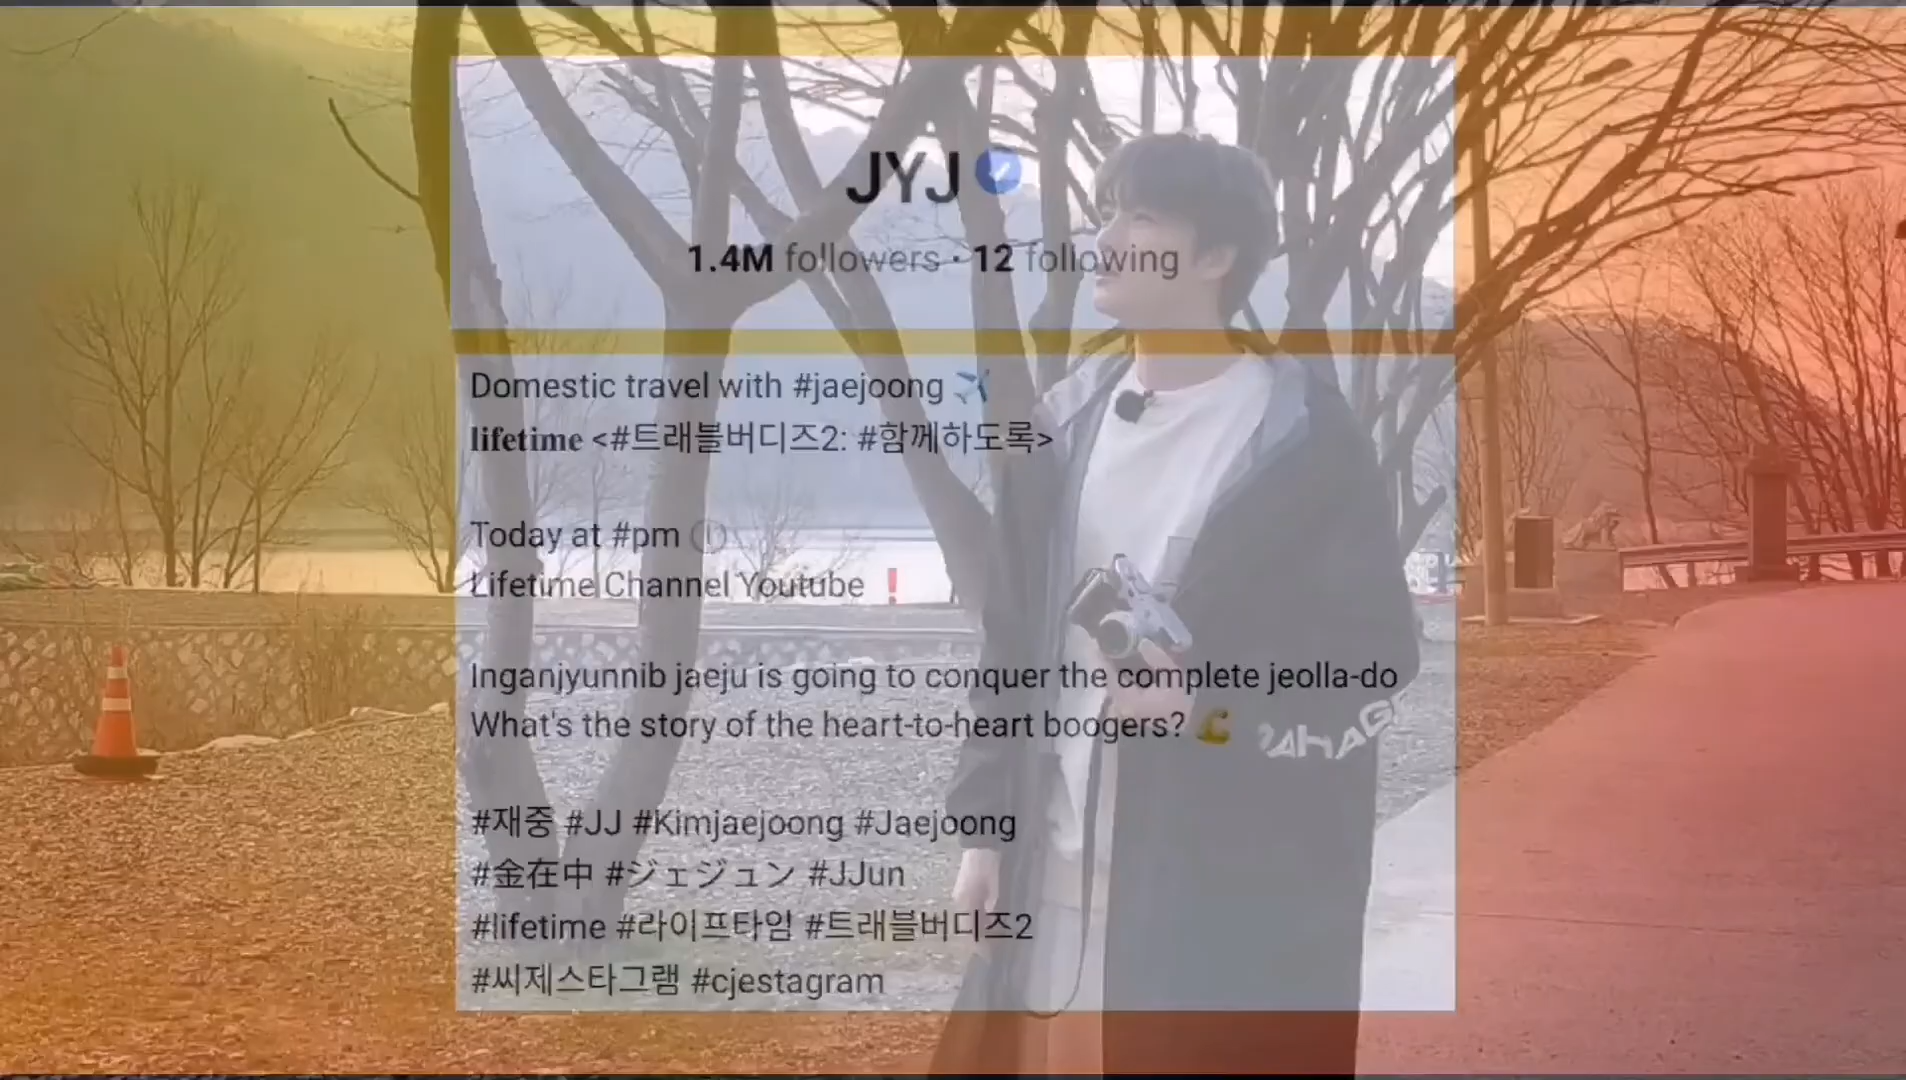 JYJ
1.4M followers · 12 following
Domestic travel with #jaejoong ✈
lifetime <#트래블버디즈2: #함께하도록>
Today at #pm 🕕
Lifetime Channel Youtube ❗
Inganjyunnib jaeju is going to conquer the complete jeolla-do
What's the story of the heart-to-heart boogers? 💪
#재중 #JJ #Kimjaejoong #Jaejoong
#金在中 #ジェジュン #JJun
#lifetime #라이프타임 #트래블버디즈2
#씨제스타그램 #cjestagram